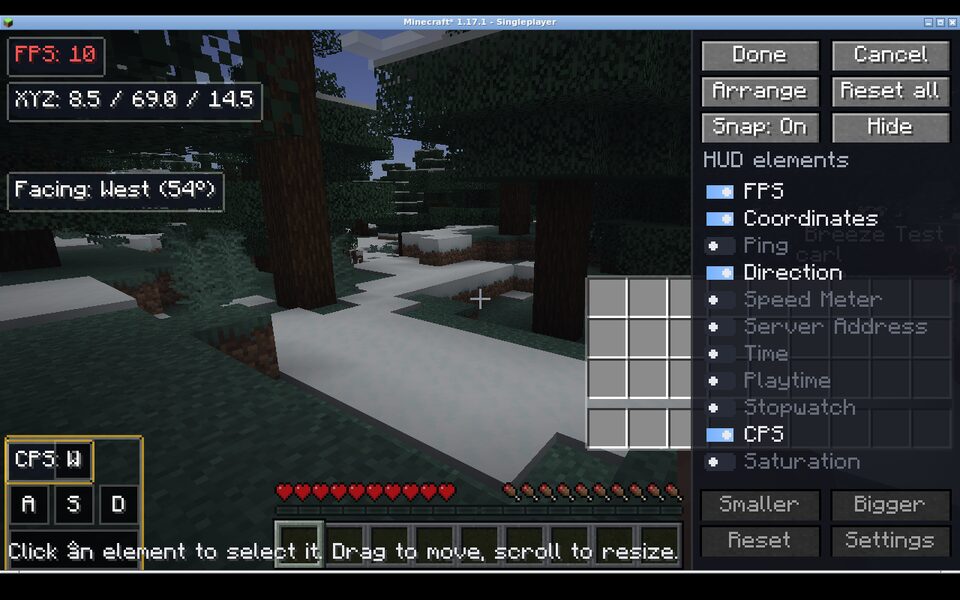 Minecraft* 1.17.1 - Singleplayer
FPS: 10
XYZ: 8.5 / 69.0 / 14.5
Facing: West (54°)
Done
Cancel
Arrange
Reset all
Snap: On
Hide
HUD elements
FPS
Coordinates
Ping
Breeze Test
carl
Direction
Speed Meter
Server Address
Time
Playtime
Stopwatch
CPS
Saturation
Smaller
Bigger
Reset
Settings
CPS: W
A S D
Click an element to select it. Drag to move, scroll to resize.